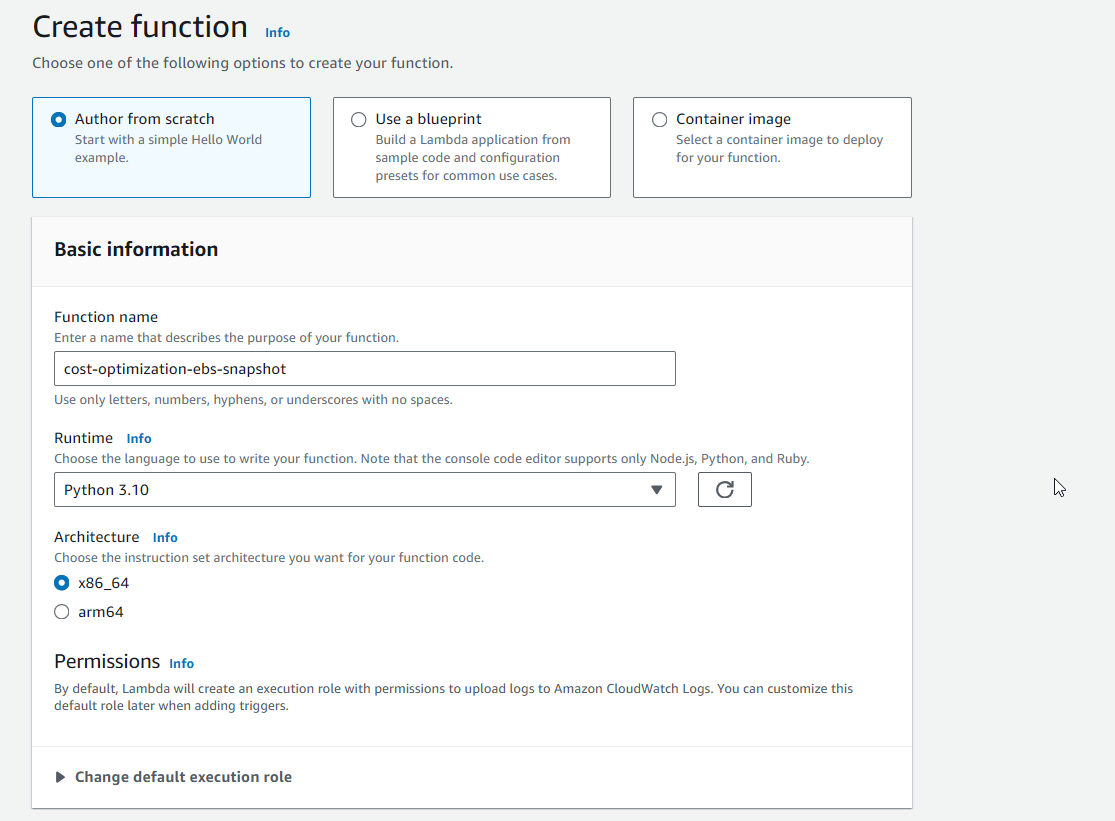 Create function Info
Choose one of the following options to create your function.
Author from scratch
Start with a simple Hello World
example.
Use a blueprint
Build a Lambda application from
sample code and configuration
presets for common use cases.
Container image
Select a container image to deploy
for your function.
Basic information
Function name
Enter a name that describes the purpose of your function.
cost-optimization-ebs-snapshot
Use only letters, numbers, hyphens, or underscores with no spaces.
Runtime Info
Choose the language to use to write your function. Note that the console code editor supports only Node.js, Python, and Ruby.
Python 3.10
Architecture Info
Choose the instruction set architecture you want for your function code.
x86_64
arm64
Permissions Info
By default, Lambda will create an execution role with permissions to upload logs to Amazon CloudWatch Logs. You can customize this
default role later when adding triggers.
Change default execution role